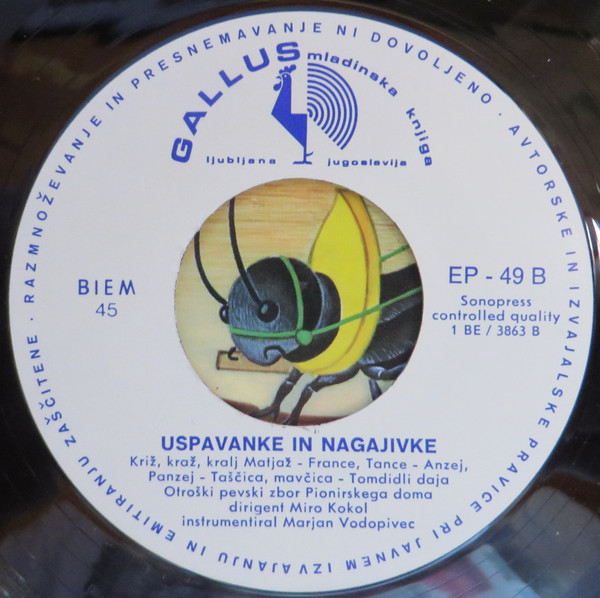 AVTORSKE IN IZVAJALSKE PRAVICE PRI JAVNEM IZVAJANJU IN EMITIRANJU ZAŠČITENE · RAZMNOŽEVANJE IN PRESNEMAVANJE NI DOVOLJENO ·
GALLUS
mladinska knjiga
ljubljana jugoslavija
BIEM
45
EP - 49 B
Sonopress
controlled quality
1 BE / 3863 B
USPAVANKE IN NAGAJIVKE
Križ, kraž, kralj Matjaž - France, Tance - Anzej,
Panzej - Taščica, mavčica - Tomdidli daja
Otroški pevski zbor Pionirskega doma
dirigent Miro Kokol
instrumentiral Marjan Vodopivec